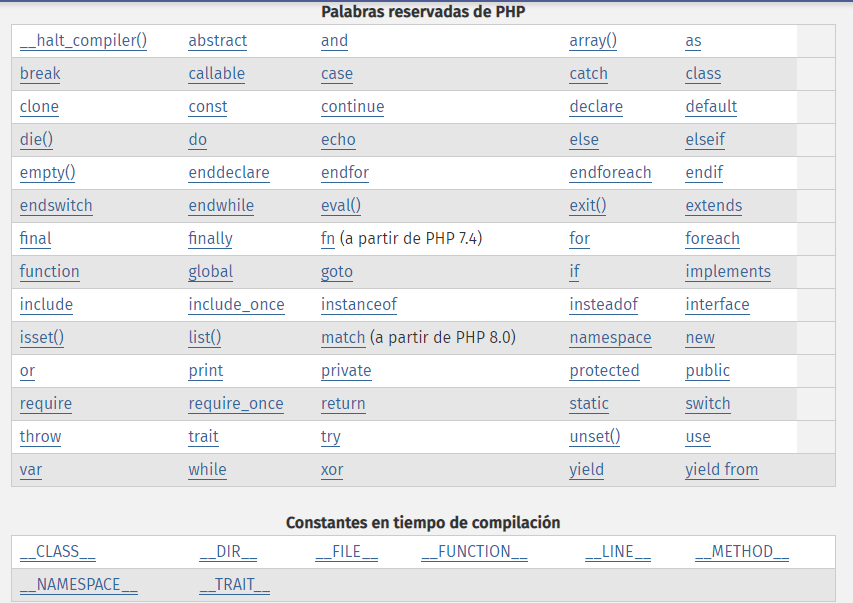 Palabras reservadas de PHP
__halt_compiler() abstract and array() as
break callable case catch class
clone const continue declare default
die() do echo else elseif
empty() enddeclare endfor endforeach endif
endswitch endwhile eval() exit() extends
final finally fn (a partir de PHP 7.4) for foreach
function global goto if implements
include include_once instanceof insteadof interface
isset() list() match (a partir de PHP 8.0) namespace new
or print private protected public
require require_once return static switch
throw trait try unset() use
var while xor yield yield from
Constantes en tiempo de compilación
__CLASS__ __DIR__ __FILE__ __FUNCTION__ __LINE__ __METHOD__
__NAMESPACE__ __TRAIT__